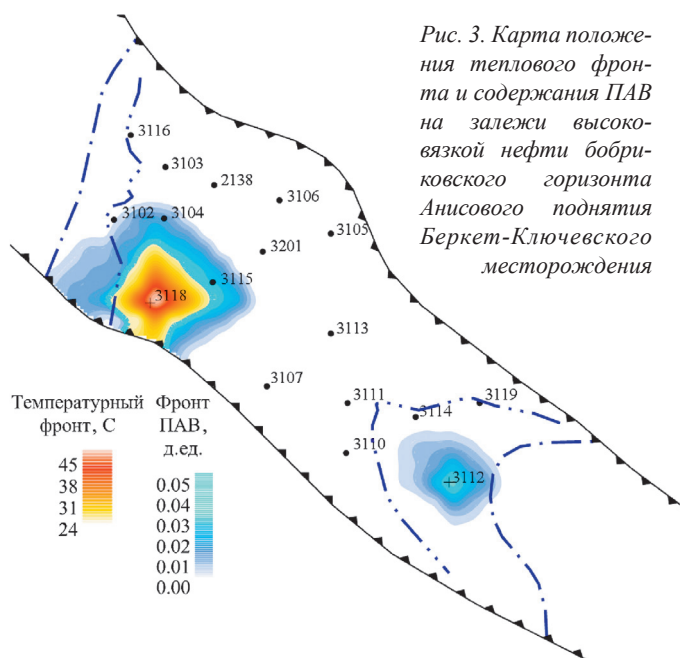 Рис. 3. Карта положе-
ния теплового фрон-
та и содержания ПАВ
на залежи высоко-
вязкой нефти бобри-
ковского горизонта
Анисового поднятия
Беркет-Ключевского
месторождения
3116
3103
2138
3106
3102
3104
3105
3201
3115
3118
3113
3107
3111
3119
3114
3110
3112
Температурный
фронт, С
45
38
31
24
Фронт
ПАВ,
д.ед.
0.05
0.04
0.03
0.02
0.01
0.00